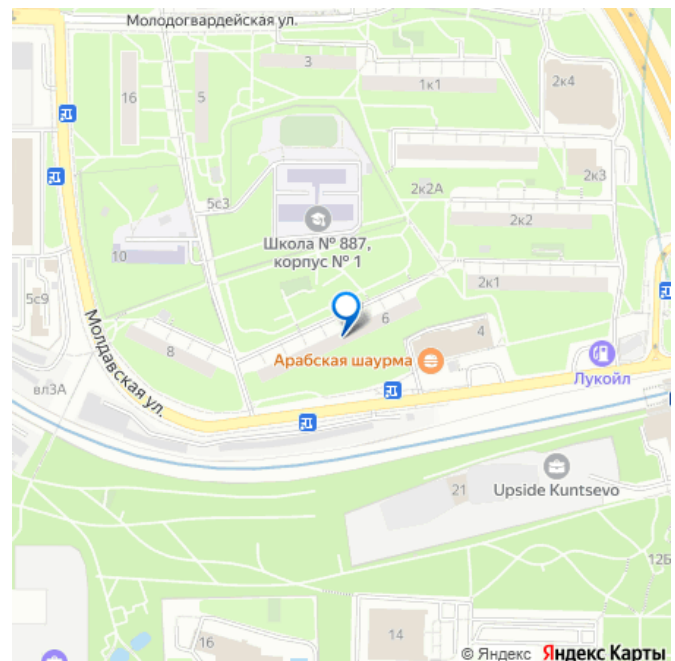 Молодогвардейская ул.
3
1к1
2к4
16
5
2к3
2к2А
5с3
2к2
Школа № 887,
корпус № 1
10
2к1
5с9
6
4
Молдавская ул.
8
Арабская шаурма
Лукойл
вл3А
21
Upside Kuntsevo
12Б
14
16
© Яндекс Яндекс Карты